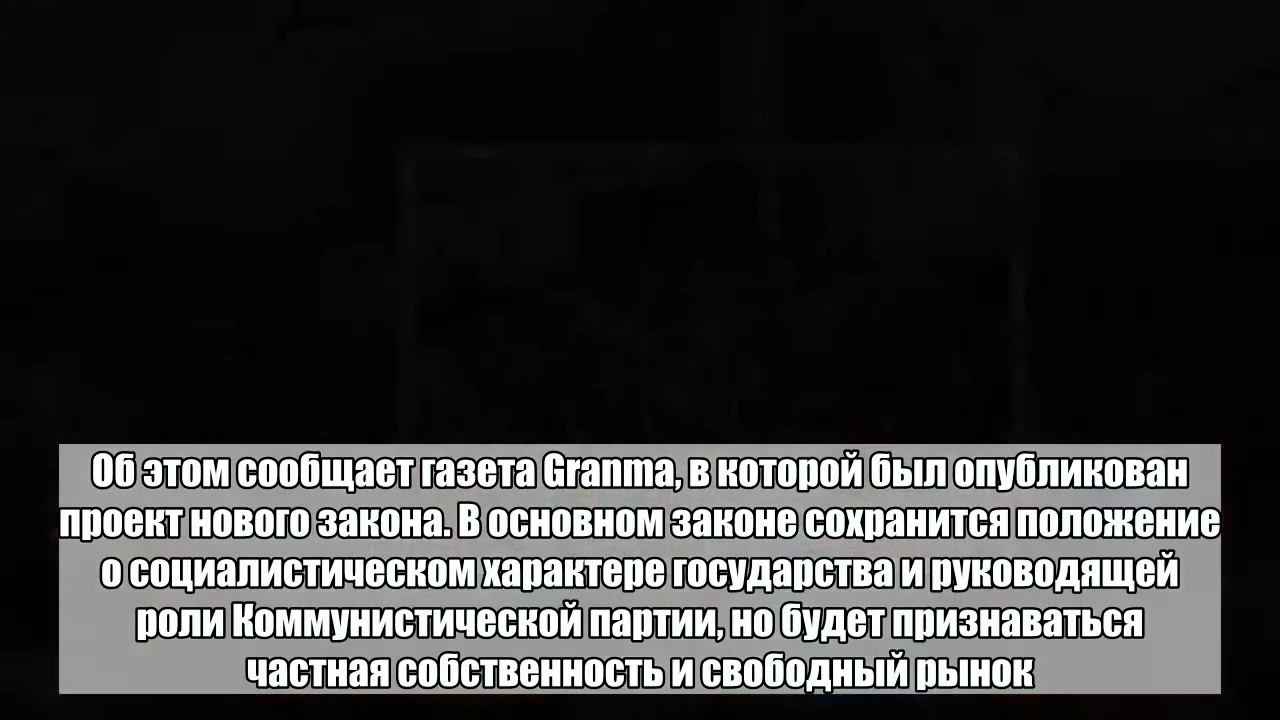 Об этом сообщает газета Granma, в которой был опубликован
проект нового закона. В основном законе сохранится положение
о социалистическом характере государства и руководящей
роли Коммунистической партии, но будет признаваться
частная собственность и свободный рынок